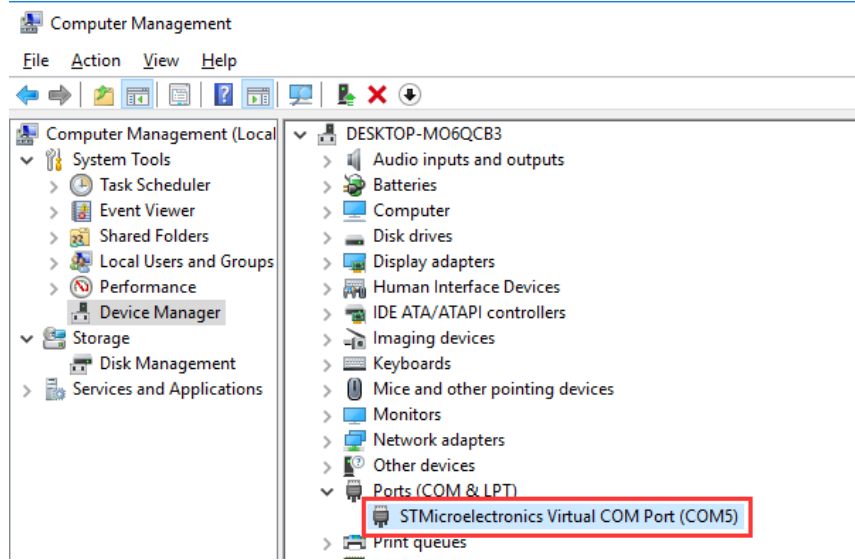 Computer Management
File Action View Help
Computer Management (Local
System Tools
Task Scheduler
Event Viewer
Shared Folders
Local Users and Groups
Performance
Device Manager
Storage
Disk Management
Services and Applications
DESKTOP-MO6QCB3
Audio inputs and outputs
Batteries
Computer
Disk drives
Display adapters
Human Interface Devices
IDE ATA/ATAPI controllers
Imaging devices
Keyboards
Mice and other pointing devices
Monitors
Network adapters
Other devices
Ports (COM & LPT)
STMicroelectronics Virtual COM Port (COM5)
Print queues